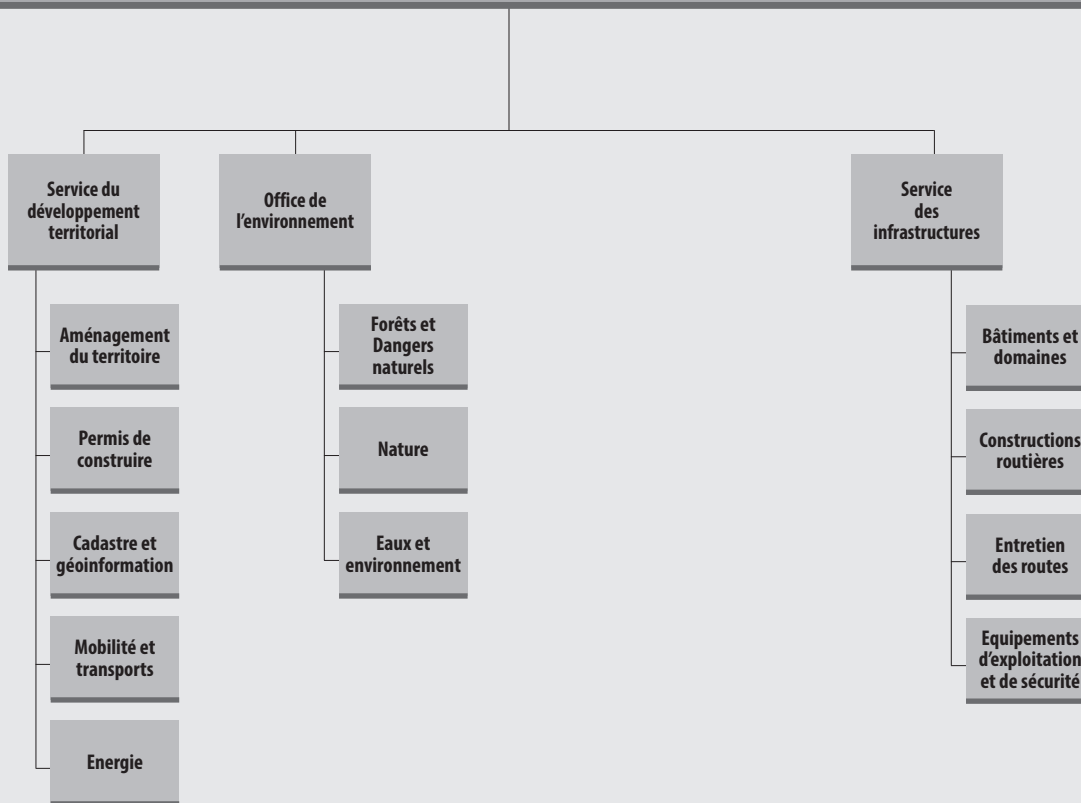 Service du
développement
territorial
Office de
l'environnement
Service
des
infrastructures
Aménagement
du territoire
Permis de
construire
Cadastre et
géoinformation
Mobilité et
transports
Energie
Forêts et
Dangers
naturels
Nature
Eaux et
environnement
Bâtiments et
domaines
Constructions
routières
Entretien
des routes
Equipements
d'exploitation
et de sécurité